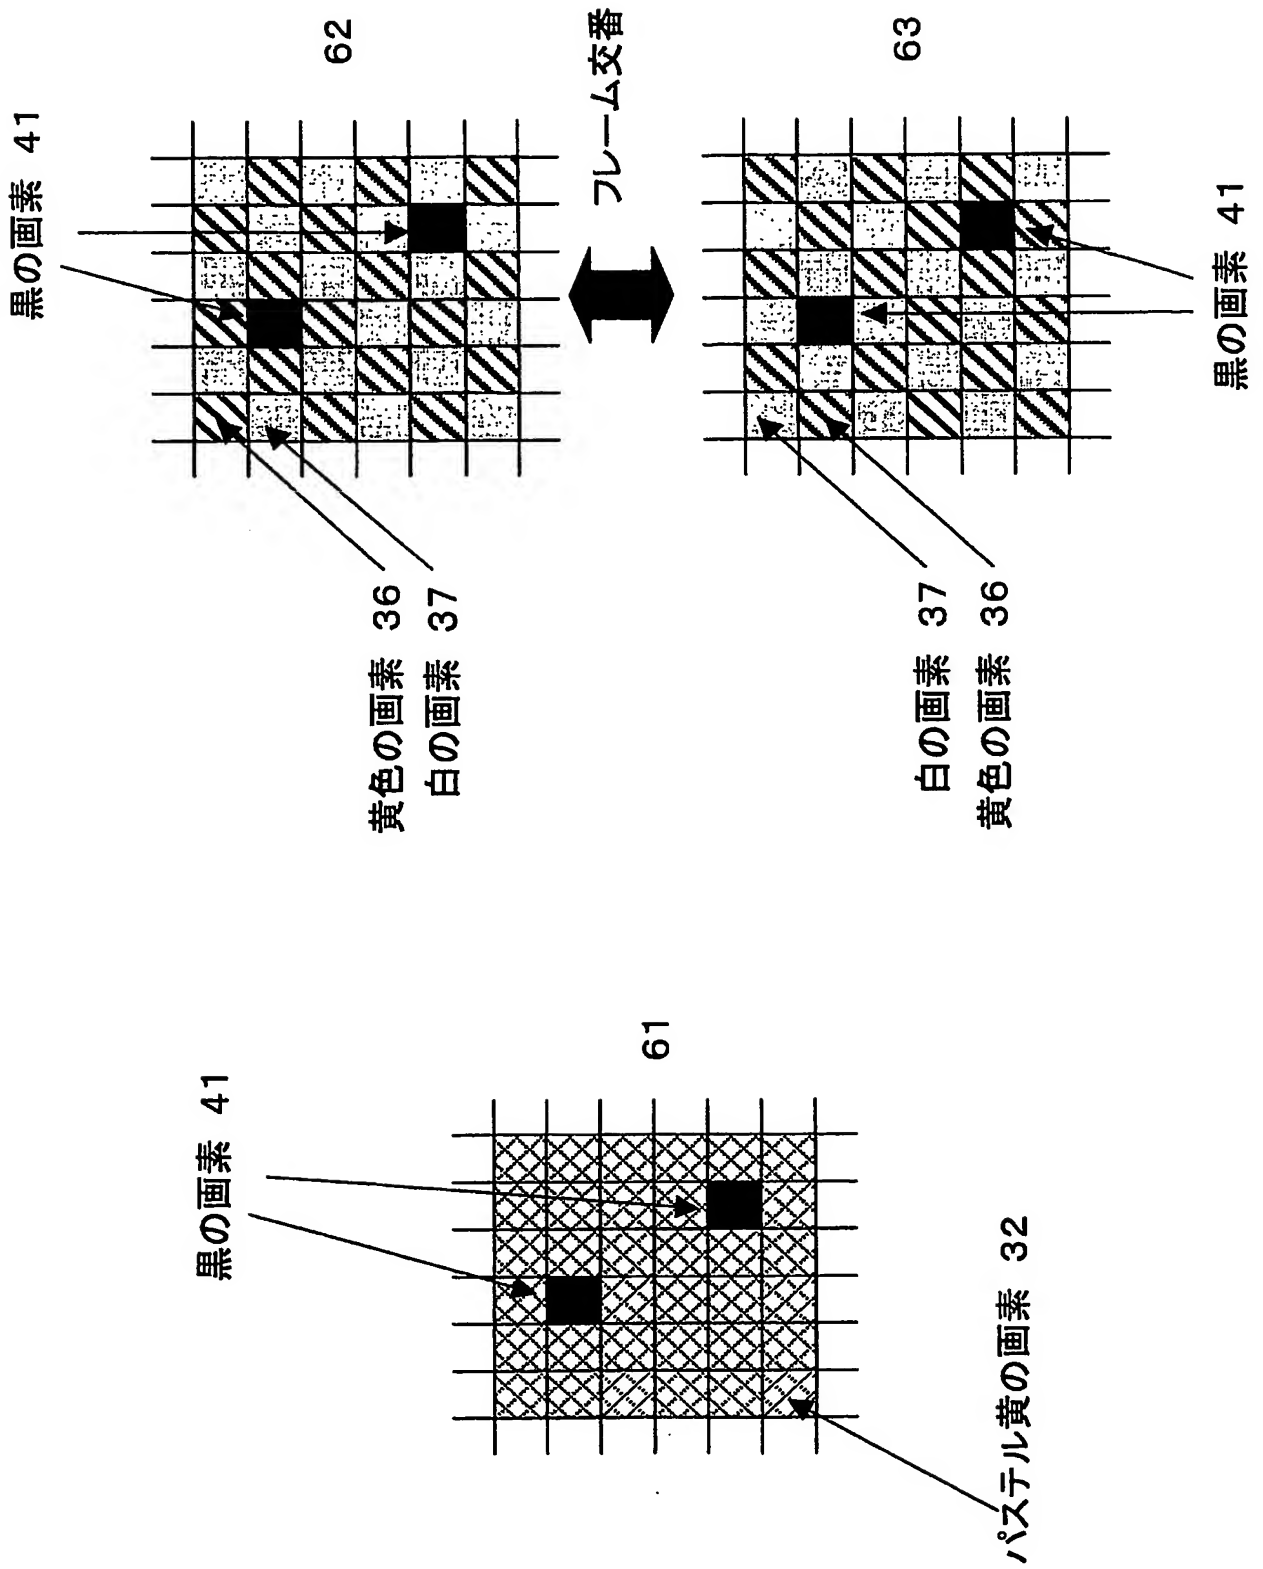 黒の画素 41
パステル黄の画素 32
61
黒の画素 41
黄色の画素 36
白の画素 37
62
フレーム交番
白の画素 37
黄色の画素 36
黒の画素 41
63